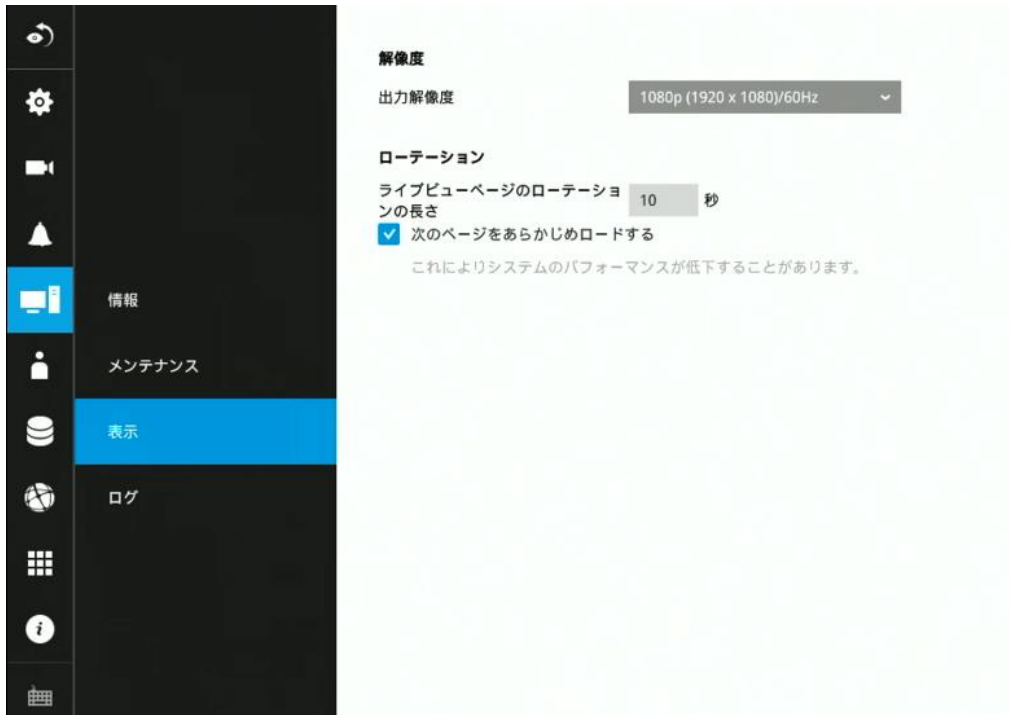 解像度
出力解像度
1080p (1920 x 1080)/60Hz
ローテーション
ライブビューページのローテーショ
ンの長さ
10 秒
次のページをあらかじめロードする
これによりシステムのパフォーマンスが低下することがあります。
情報
メンテナンス
表示
ログ